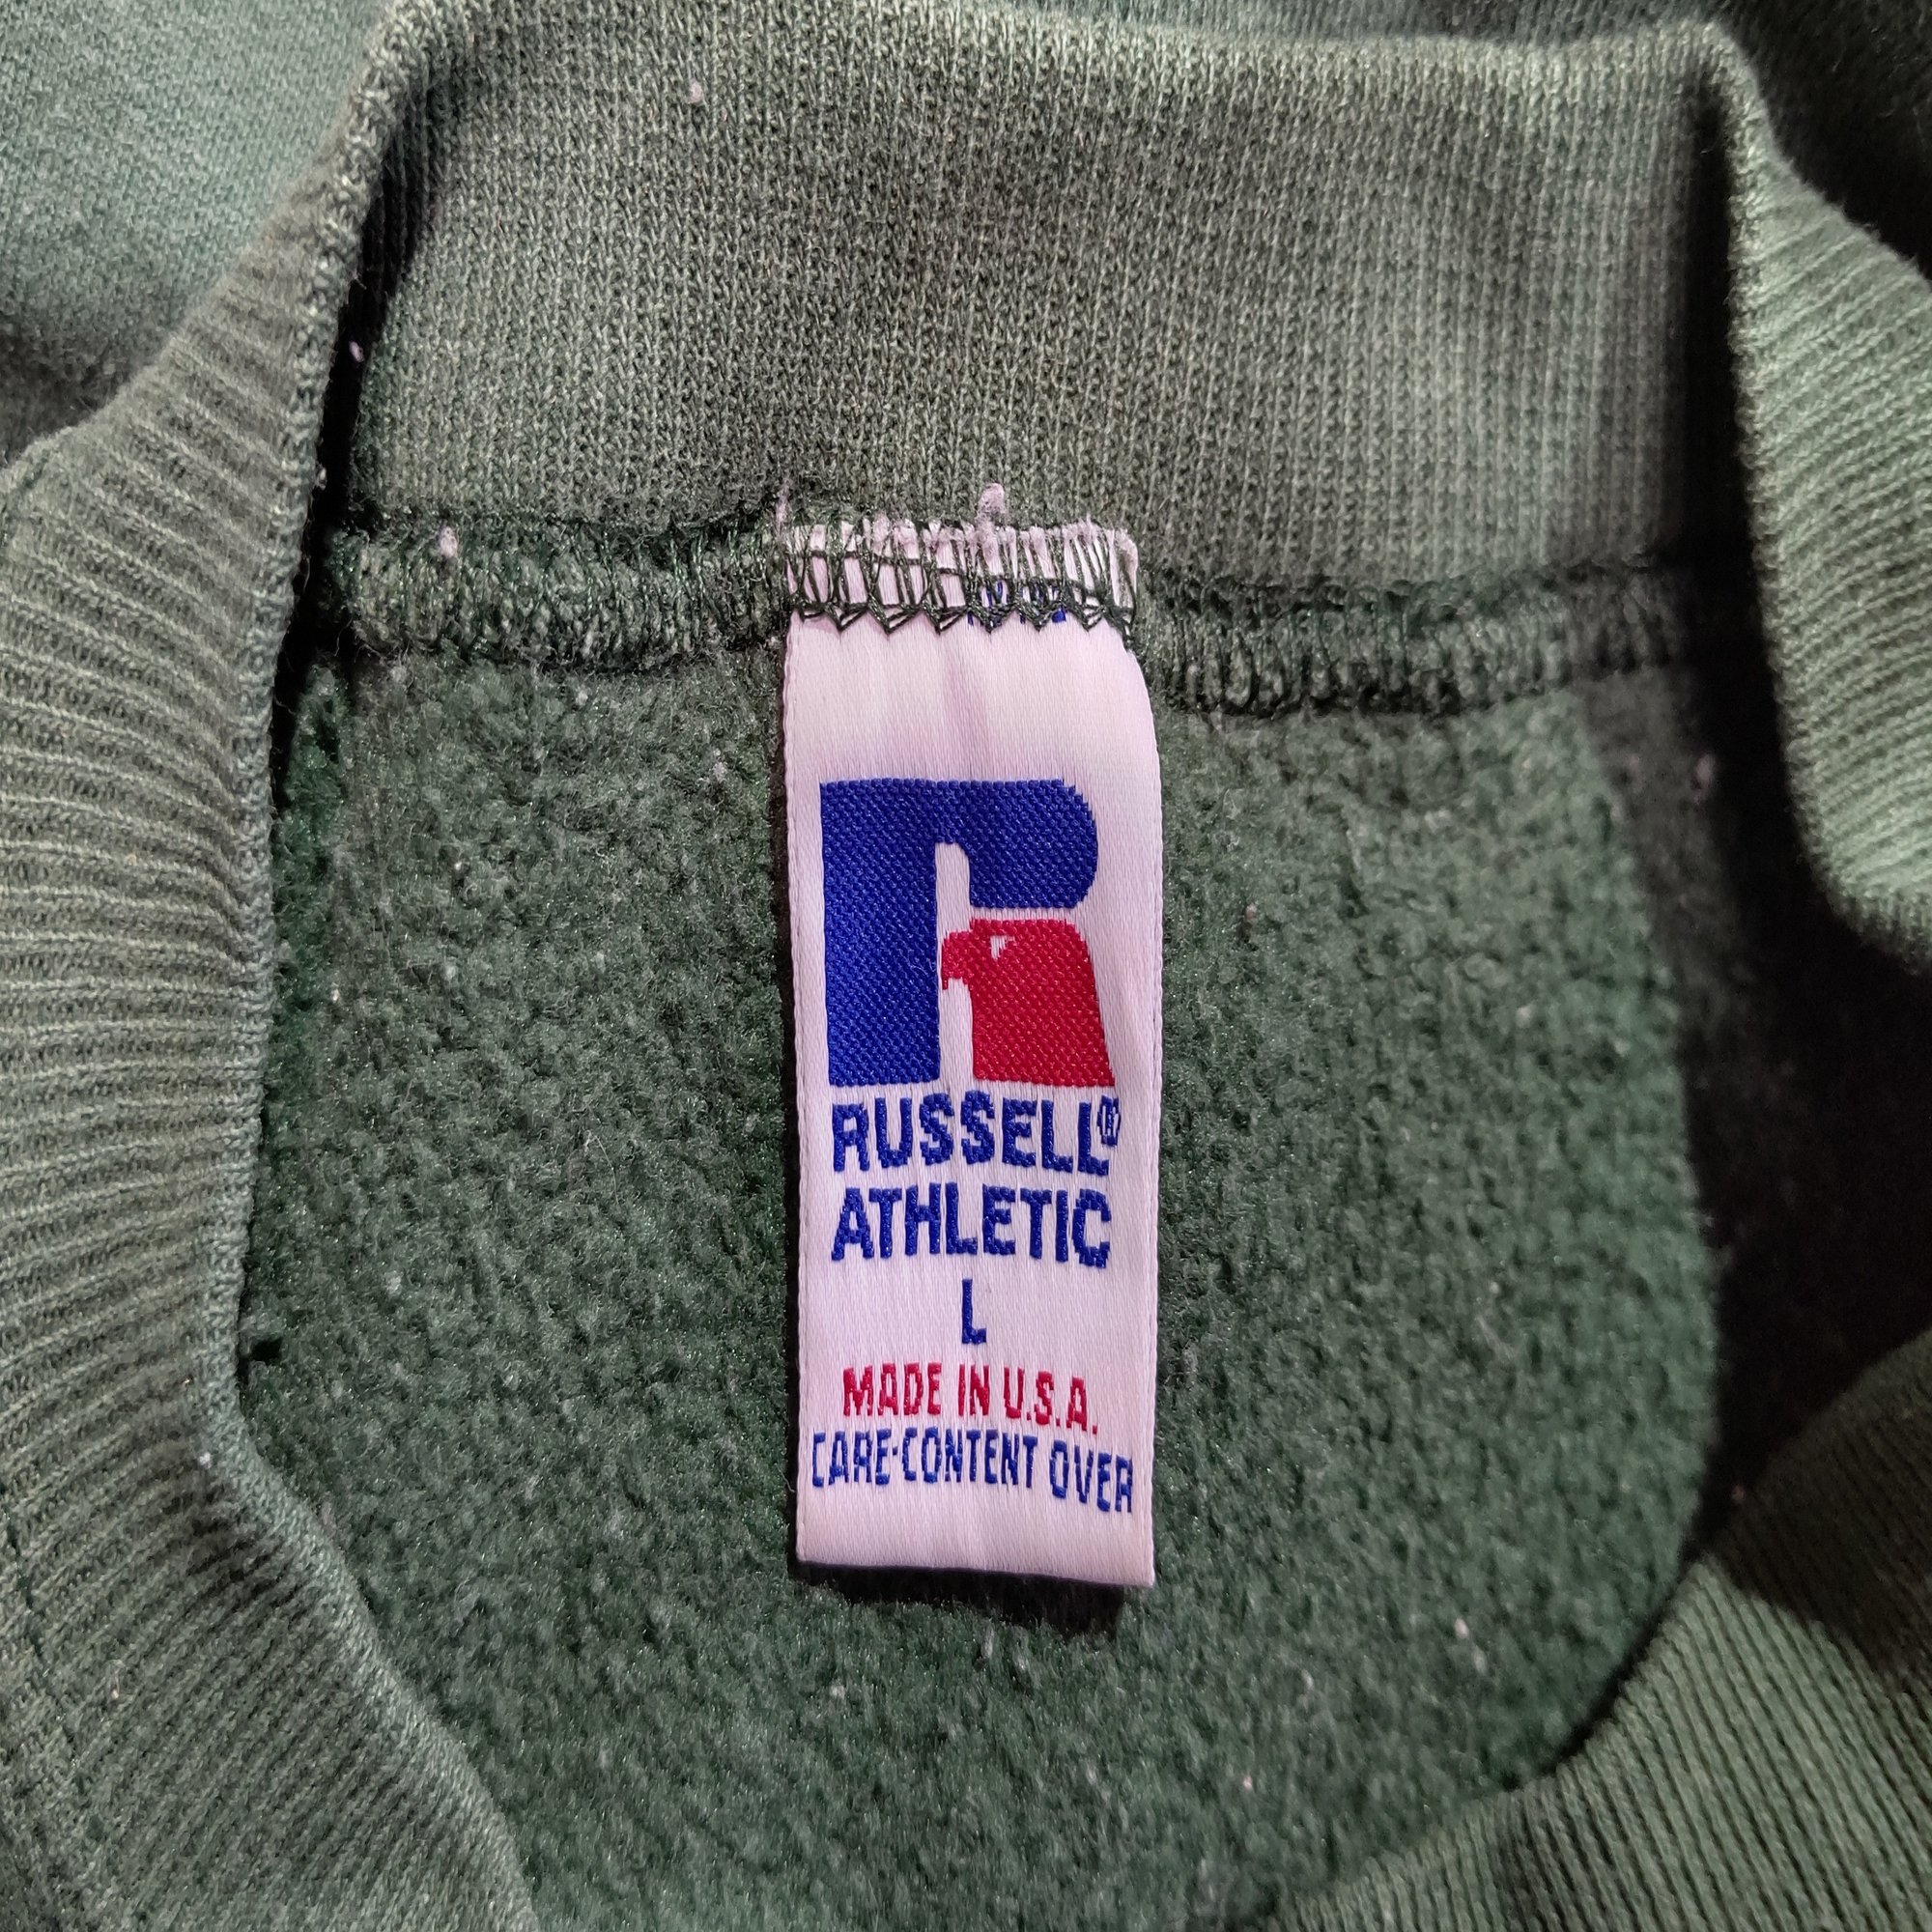 RUSSELL®
ATHLETIC
L
MADE IN U.S.A.
CARE-CONTENT OVER